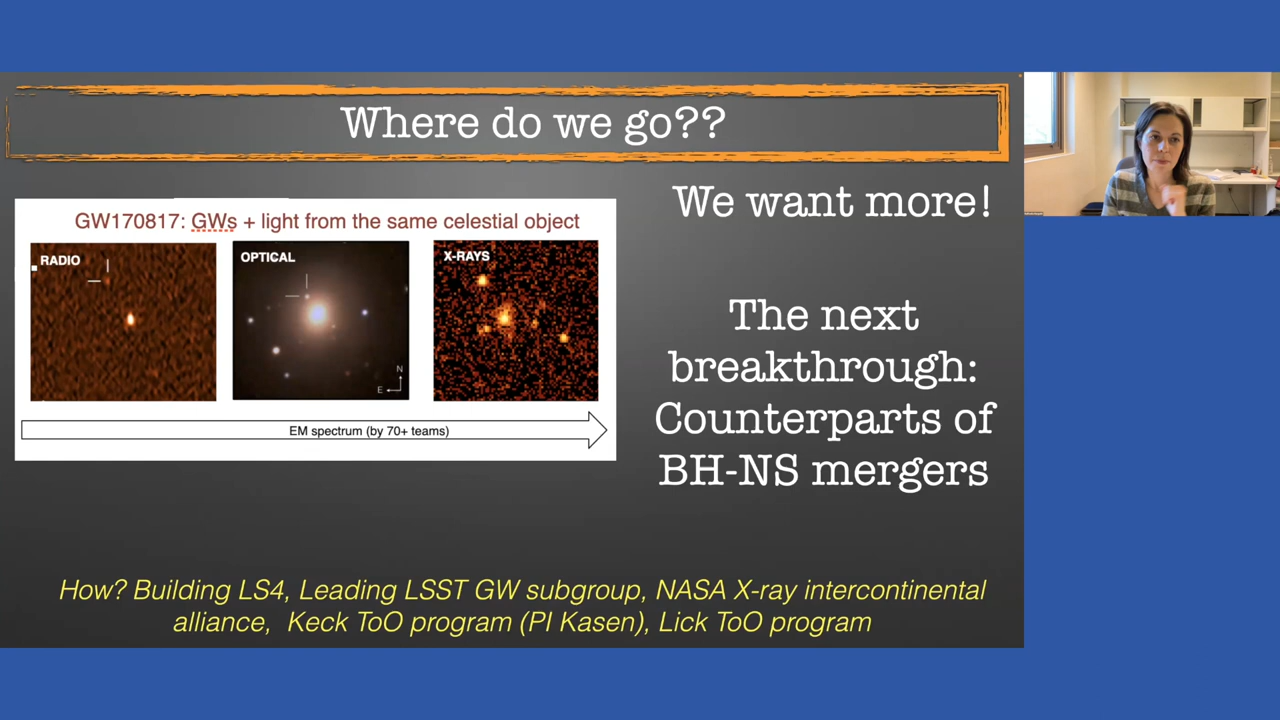 Where do we go??
We want more!
GW170817: GWs + light from the same celestial object
RADIO
OPTICAL
X-RAYS
N
E
EM spectrum (by 70+ teams)
The next
breakthrough:
Counterparts of
BH-NS mergers
How? Building LS4, Leading LSST GW subgroup, NASA X-ray intercontinental
alliance, Keck ToO program (PI Kasen), Lick ToO program